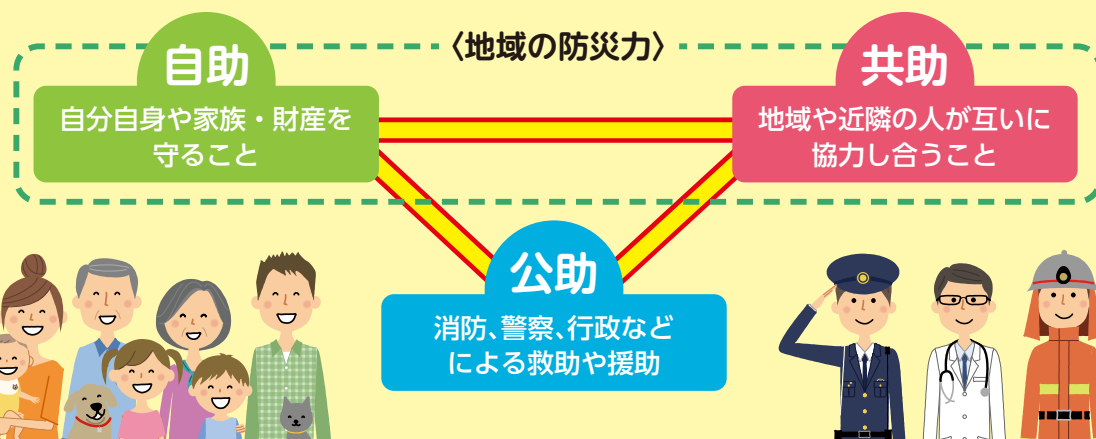 〈地域の防災力〉
自助
自分自身や家族・財産を
守ること
共助
地域や近隣の人が互いに
協力し合うこと
公助
消防、警察、行政など
による救助や援助